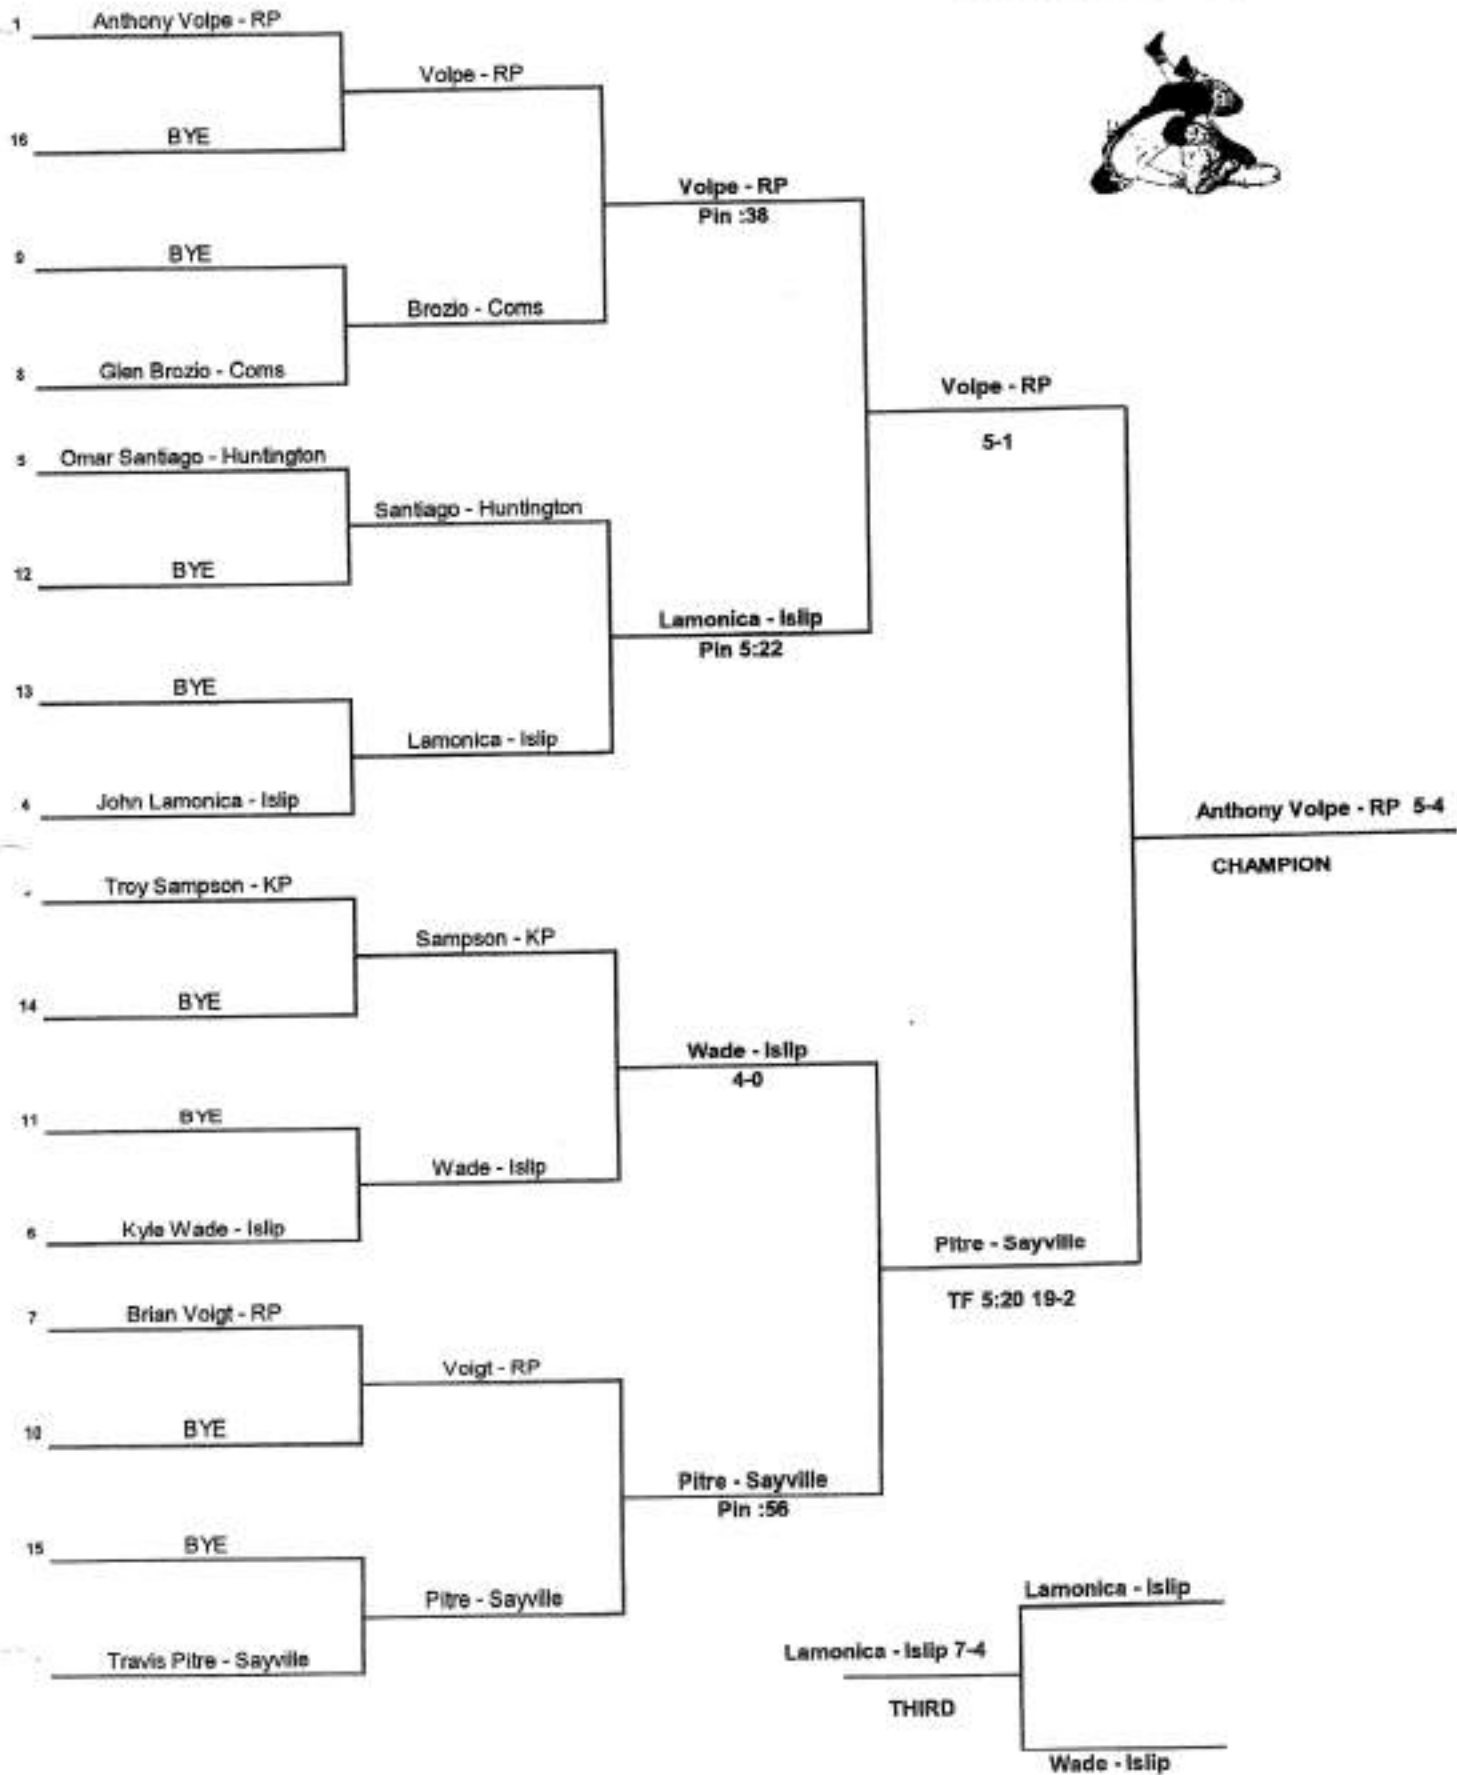 1 Anthony Volpe - RP
Volpe - RP
16 BYE
Volpe - RP
Pin :38
9 BYE
Brozio - Coms
8 Glen Brozio - Coms
Volpe - RP
5-1
5 Omar Santiago - Huntington
Santiago - Huntington
12 BYE
Lamonica - Islip
Pin 5:22
13 BYE
Lamonica - Islip
4 John Lamonica - Islip
Anthony Volpe - RP 5-4
CHAMPION
Troy Sampson - KP
Sampson - KP
14 BYE
Wade - Islip
4-0
11 BYE
Wade - Islip
6 Kyle Wade - Islip
Pitre - Sayville
TF 5:20 19-2
7 Brian Voigt - RP
Voigt - RP
10 BYE
Pitre - Sayville
Pin :56
15 BYE
Pitre - Sayville
Travis Pitre - Sayville
Lamonica - Islip
Lamonica - Islip 7-4
THIRD
Wade - Islip